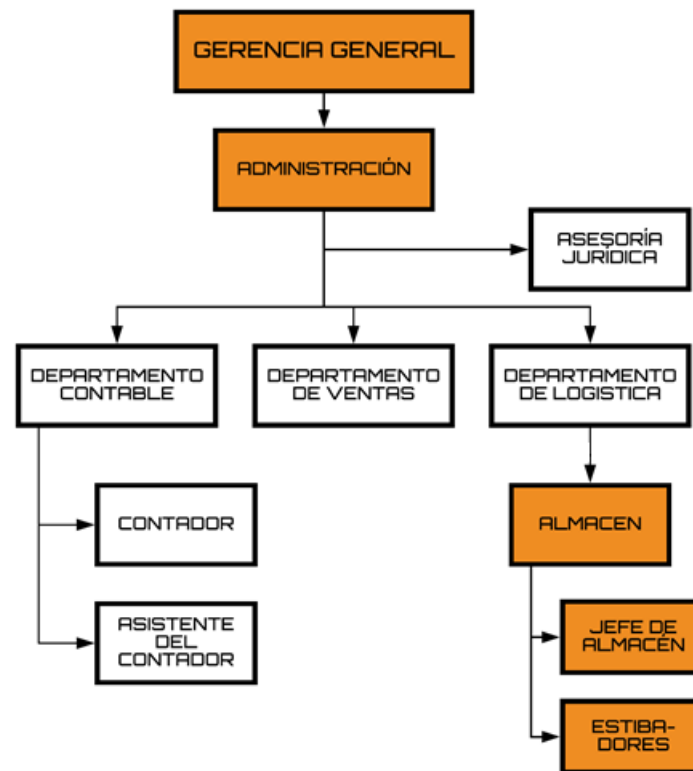 GERENCIA GENERAL
ADMINISTRACIÓN
ASESORÍA
JURÍDICA
DEPARTAMENTO
CONTABLE
DEPARTAMENTO
DE VENTAS
DEPARTAMENTO
DE LOGISTICA
CONTADOR
ALMACEN
ASISTENTE
DEL
CONTADOR
JEFE DE
ALMACÉN
ESTIBA-
DORES